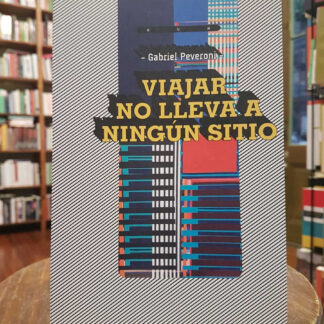 - Gabriel Peveroni -
VIAJAR
NO LLEVA A
NINGÚN SITIO